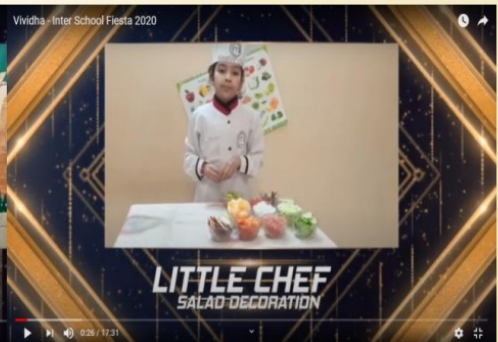 Vividha - Inter School Fiesta 2020
LITTLE CHEF
SALAD DECORATION
0:26 / 17:31